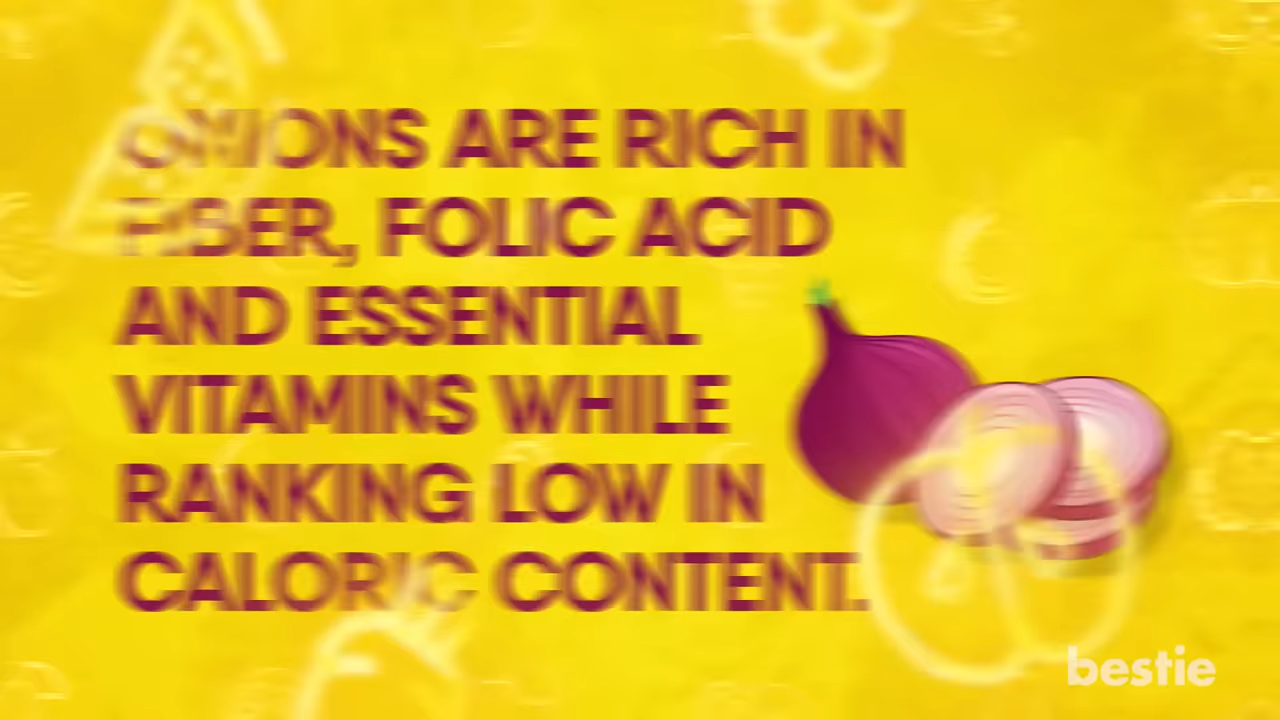 ONIONS ARE RICH IN
FIBER, FOLIC ACID
AND ESSENTIAL
VITAMINS WHILE
RANKING LOW IN
CALORIC CONTENT.
bestie